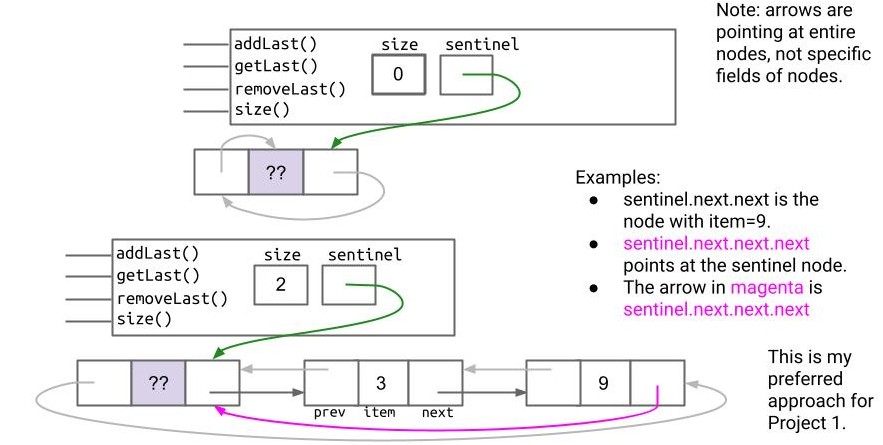 Note: arrows are
pointing at entire
nodes, not specific
fields of nodes.
addLast()
getLast()
removeLast()
size()
size
sentinel
0
??
Examples:
● sentinel.next.next is the
node with item=9.
● sentinel.next.next.next
points at the sentinel node.
● The arrow in magenta is
sentinel.next.next.next
addLast()
getLast()
removeLast()
size()
size
sentinel
2
??
3
9
prev item next
This is my
preferred
approach for
Project 1.